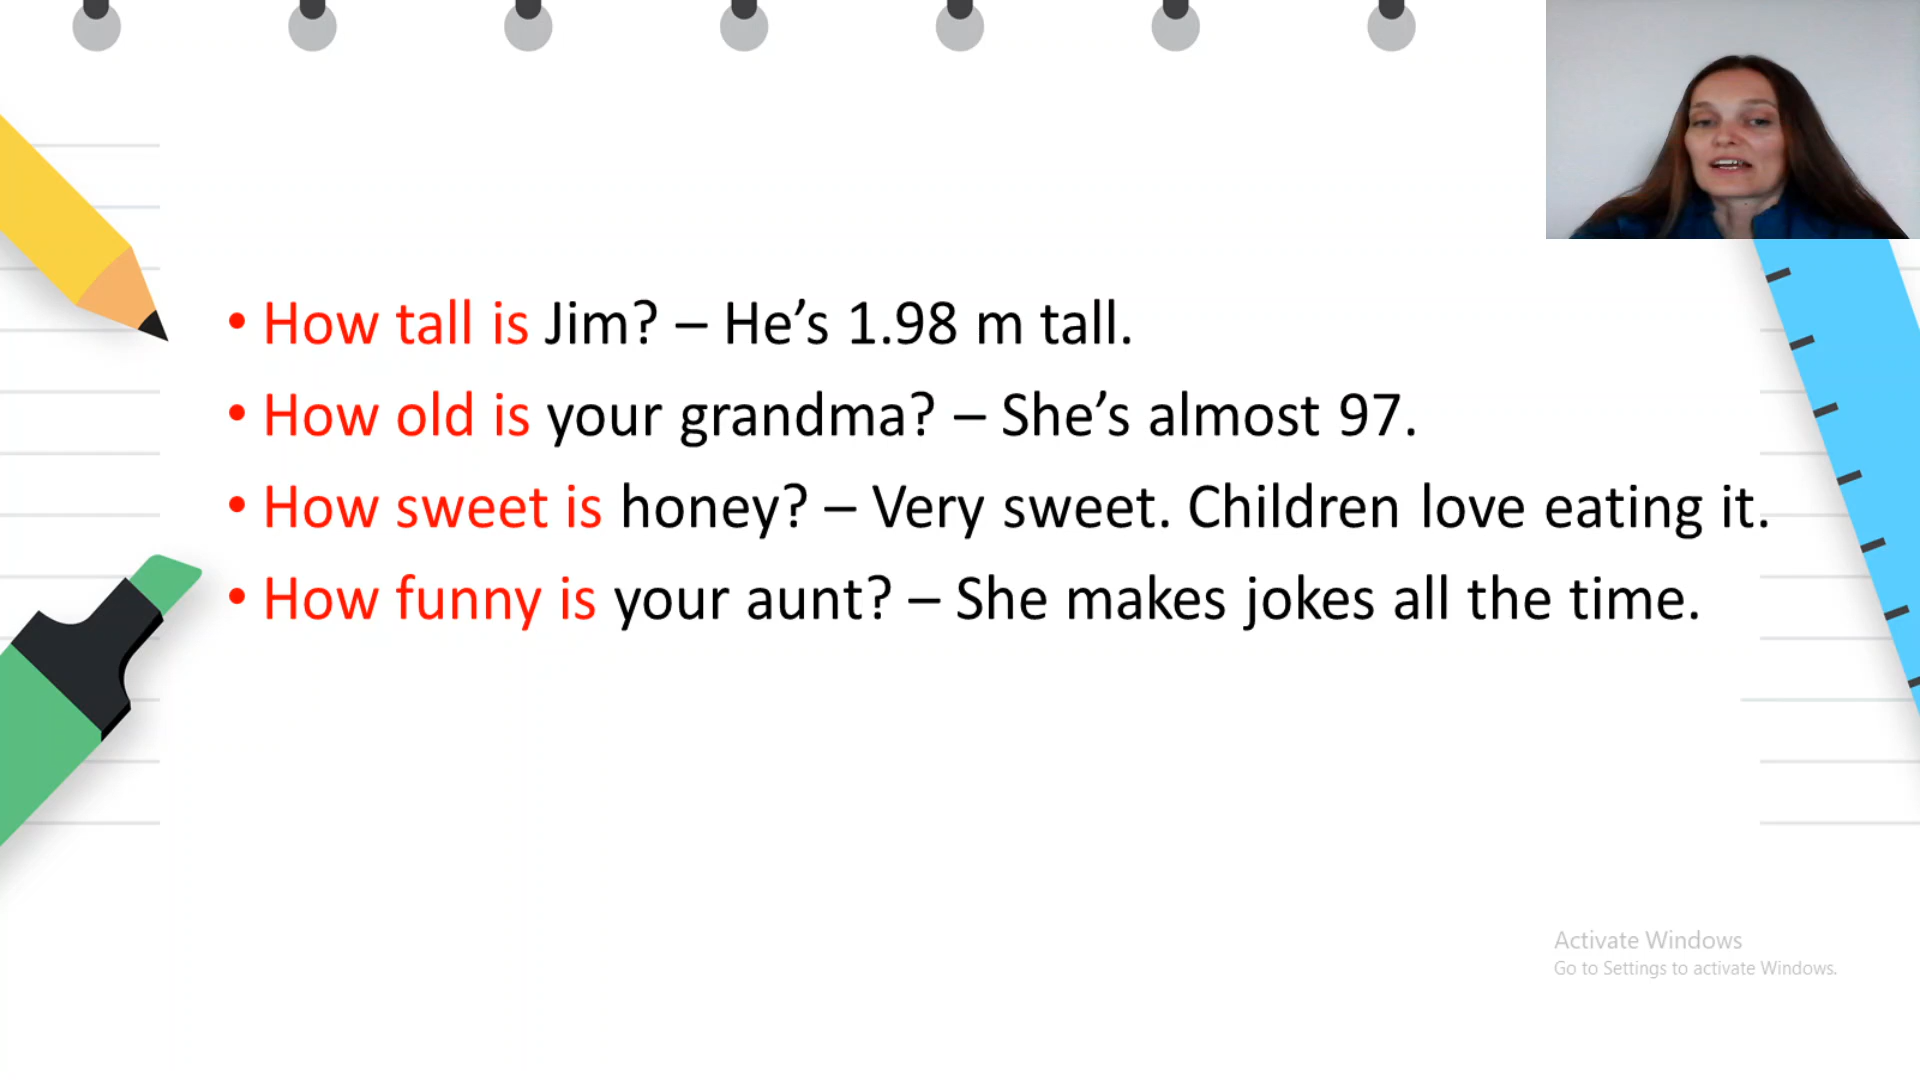 • How tall is Jim? – He’s 1.98 m tall.
• How old is your grandma? – She’s almost 97.
• How sweet is honey? – Very sweet. Children love eating it.
• How funny is your aunt? – She makes jokes all the time.
Activate Windows
Go to Settings to activate Windows.